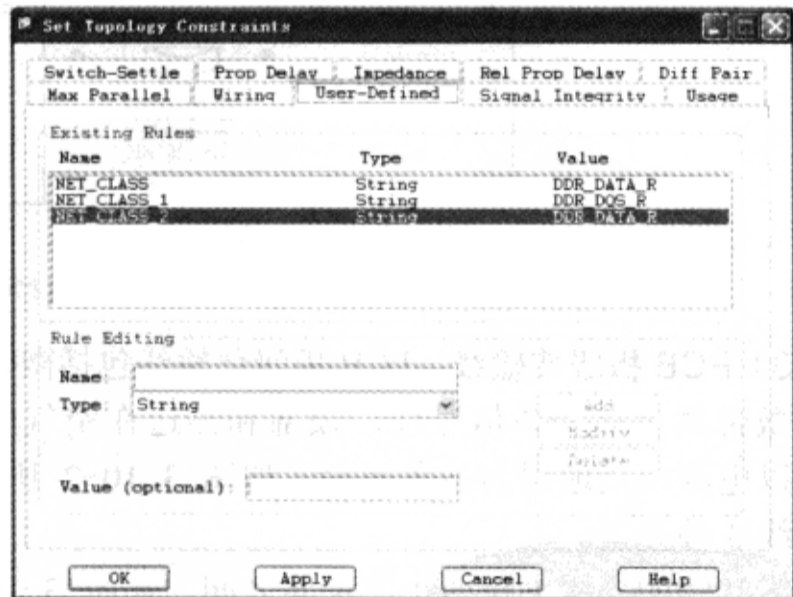 Set Topology Constraints
Switch-Settle Prop Delay Impedance Rel Prop Delay Diff Pair
Max Parallel Wiring User-Defined Signal Integrity Usage
Existing Rules
Name Type Value
NET_CLASS String DDR_DATA_R
NET_CLASS_1 String DDR_DQS_R
NET_CLASS_2 String DDR_DATA_R
Rule Editing
Name:
Type: String
Add
Modify
Delete
Value (optional):
OK Apply Cancel Help